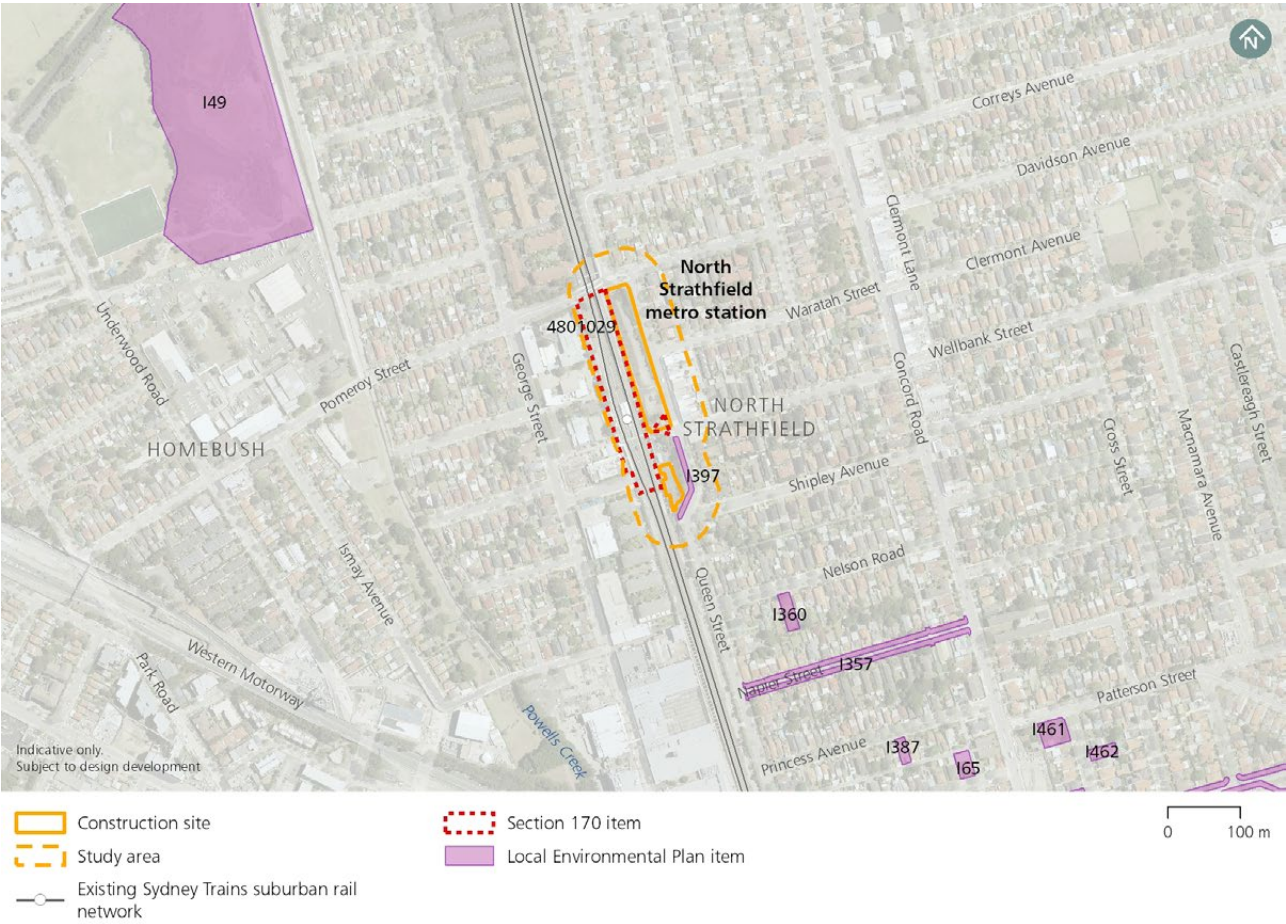 N
I49
Correys Avenue
Davidson Avenue
Clermont Lane
Clermont Avenue
North
Strathfield
metro station
Waratah Street
4801029
Underwood Road
Wellbank Street
George Street
Pomeroy Street
Concord Road
Castlereagh Street
NORTH
STRATHFIELD
Macnamara Avenue
Cross Street
HOMEBUSH
I397
Shipley Avenue
Ismay Avenue
Nelson Road
Queen Street
I360
Western Motorway
Park Road
I357
Napier Street
Patterson Street
Powells Creek
I461
I387
I462
Princess Avenue
I65
Indicative only.
Subject to design development
Construction site
Section 170 item
Study area
Local Environmental Plan item
Existing Sydney Trains suburban rail
network
0 100 m